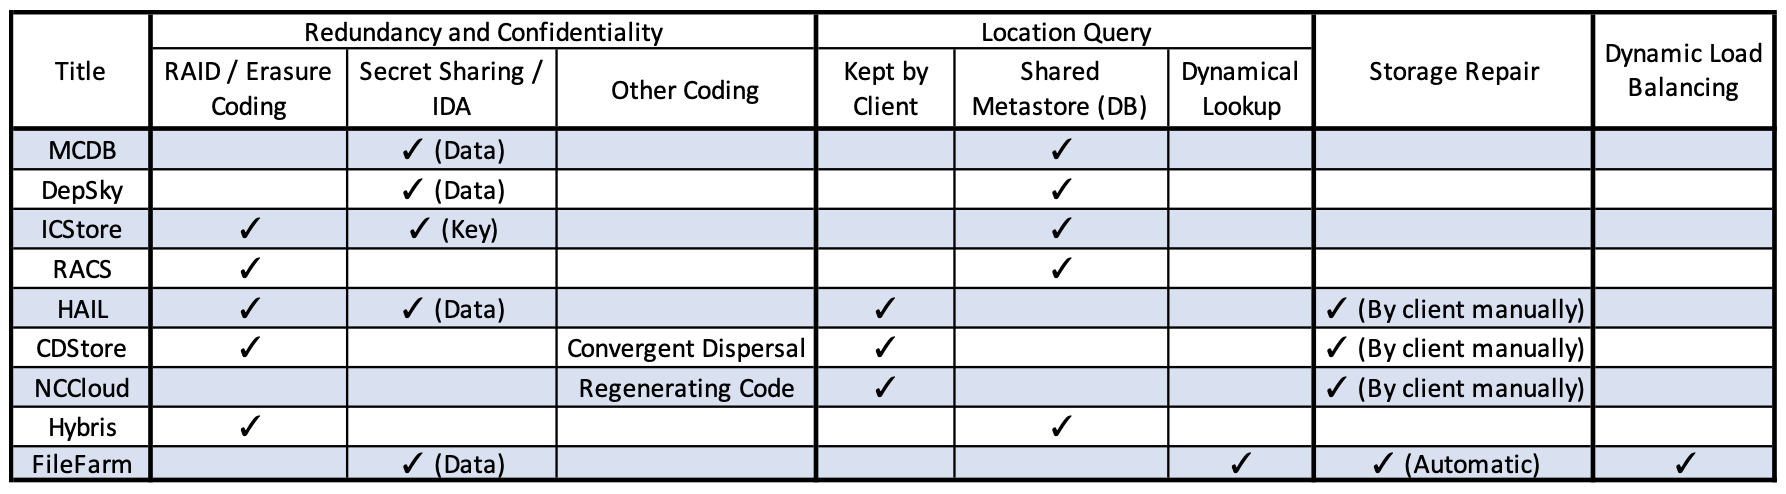 Title
Redundancy and Confidentiality
RAID / Erasure
Coding
Secret Sharing /
IDA
Other Coding
Location Query
Kept by
Client
Shared
Metastore (DB)
Dynamical
Lookup
Storage Repair
Dynamic Load
Balancing
MCDB ✓ (Data) ✓
DepSky ✓ (Data) ✓
ICStore ✓ ✓ (Key) ✓
RACS ✓ ✓
HAIL ✓ ✓ (Data) ✓ ✓ (By client manually)
CDStore ✓ Convergent Dispersal ✓ ✓ (By client manually)
NCCloud Regenerating Code ✓ ✓ (By client manually)
Hybris ✓ ✓
FileFarm ✓ (Data) ✓ ✓ (Automatic) ✓